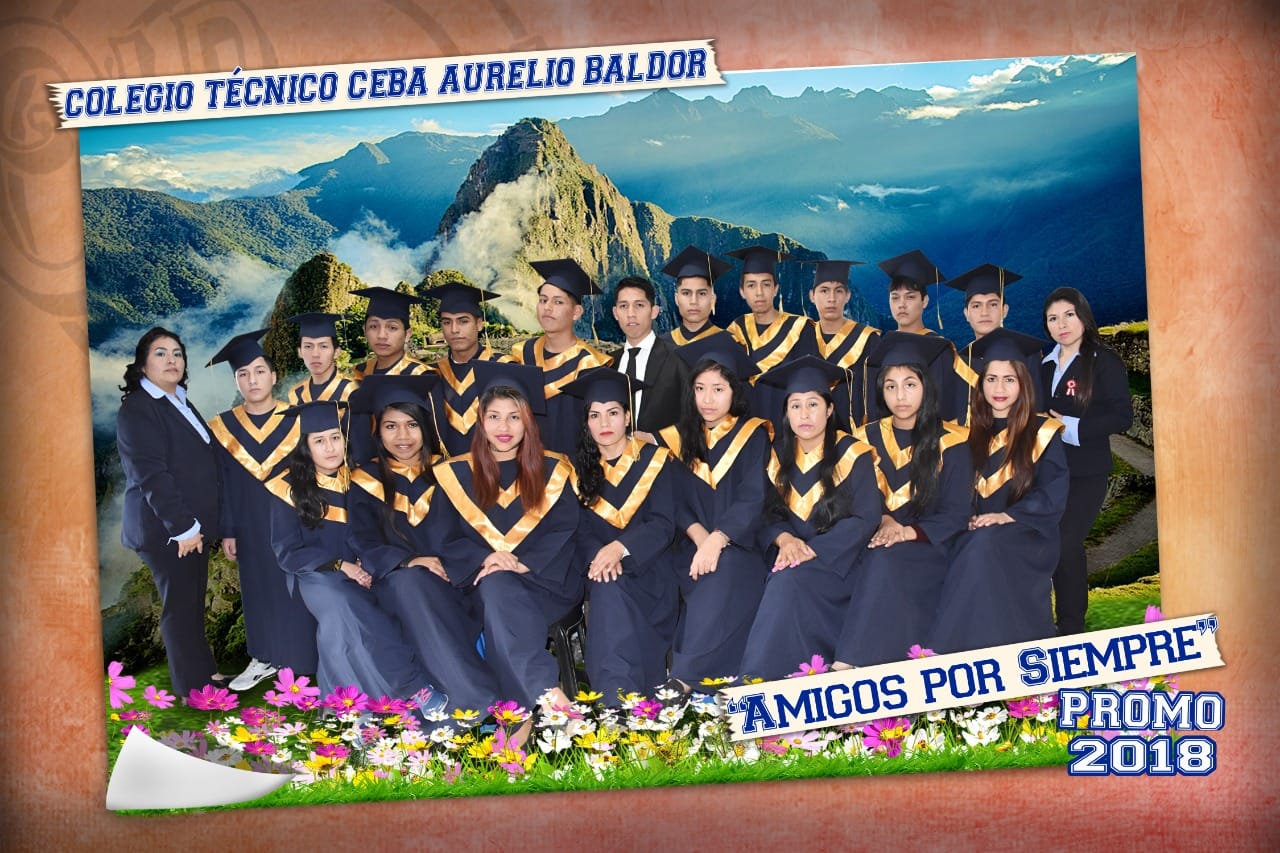 COLEGIO TÉCNICO CEBA AURELIO BALDOR
“AMIGOS POR SIEMPRE”
PROMO
2018